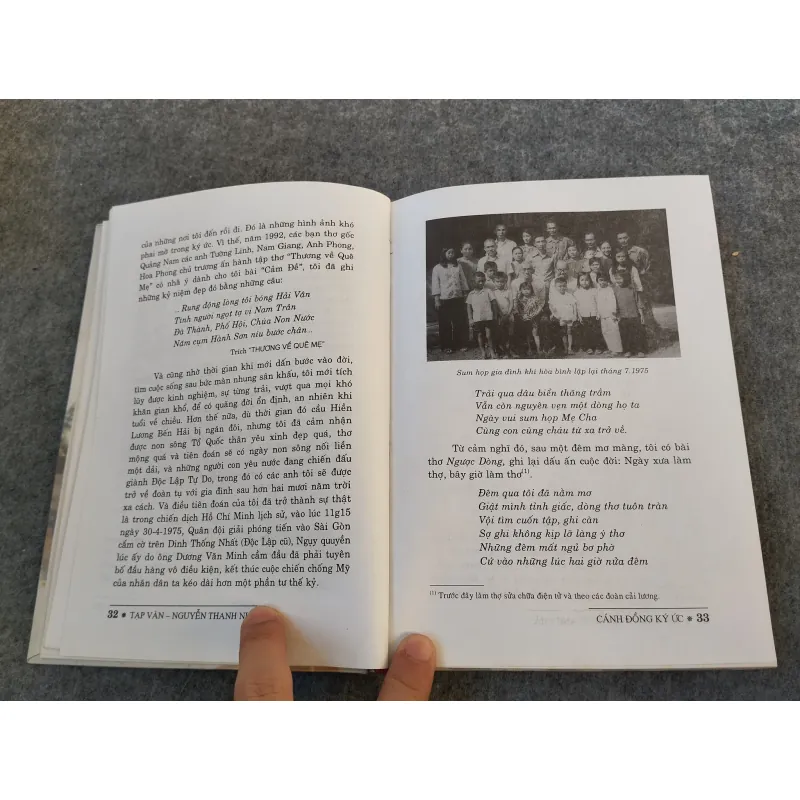 của những nơi tôi đến rồi đi. Đó là những hình ảnh khó
phai mờ trong ký ức. Vì thế, năm 1992, các bạn thơ gốc
Quảng Nam các anh Tường Linh, Nam Giang, Anh Phong,
Hoa Phong chủ trương ấn hành tập thơ "Thương về Quê
Mẹ" có nhã ý dành cho tôi bài "Cảm Đề", tôi đã ghi
những kỷ niệm đẹp đó bằng những câu:
.. Rung động lòng tôi bóng Hải Vân
Tình người ngọt tợ vị Nam Trân
Đà Thành, Phố Hội, Chùa Non Nước
Năm cụm Hành Sơn níu bước chân..
Trích "THƯƠNG VỀ QUÊ MẸ"
Và cũng nhờ thời gian khi mới dấn bước vào đời,
tìm cuộc sống sau bức màn nhung sân khấu, tôi mới tích
lũy được kinh nghiệm, sự từng trải, vượt qua mọi khó
khăn gian khổ, để có quãng đời ổn định, an nhiên khi
tuổi về chiều. Hơn thế nữa, dù thời gian đó cầu Hiền
Lương Bến Hải bị ngăn đôi, nhưng tôi đã cảm nhận
được non sông Tổ Quốc thân yêu xinh đẹp quá, thơ
mộng quá và tiên đoán sẽ có ngày non sông nối liền
một dải, và những người con yêu nước đang chiến đấu
giành Độc Lập Tự Do, trong đó có các anh tôi sẽ được
trở về đoàn tụ với gia đình sau hơn hai mươi năm trời
xa cách. Và điều tiên đoán của tôi đã trở thành sự thật
là trong chiến dịch Hồ Chí Minh lịch sử, vào lúc 11g15
ngày 30-4-1975, Quân đội giải phóng tiến vào Sài Gòn
cắm cờ trên Dinh Thống Nhất (Độc Lập cũ), Ngụy quyền
lúc ấy do ông Dương Văn Minh cầm đầu đã phải tuyên
bố đầu hàng vô điều kiện, kết thúc cuộc chiến chống Mỹ
của nhân dân ta kéo dài hơn một phần tư thế kỷ.
32 * TẠP VĂN – NGUYỄN THANH
Sum họp gia đình khi hòa bình lập lại tháng 7.1975
Trải qua dâu biển thăng trầm
Vẫn còn nguyên vẹn một dòng họ ta
Ngày vui sum họp Mẹ Cha
Cùng con cùng cháu từ xa trở về.
Từ cảm nghĩ đó, sau một đêm mơ màng, tôi có bài
thơ Ngược Dòng, ghi lại dấu ấn cuộc đời: Ngày xưa làm
thơ, bây giờ làm thơ(1).
Đêm qua tôi đã nằm mơ
Giật mình tỉnh giấc, dòng thơ tuôn tràn
Vội tìm cuốn tập, ghi càn
Sợ ghi không kịp lỡ làng ý thơ
Những đêm mất ngủ bơ phờ
Cứ vào những lúc hai giờ nửa đêm
(1) Trước đây làm thợ sửa chữa điện tử và theo các đoàn cải lương.
CÁNH ĐỒNG KÝ ỨC * 33